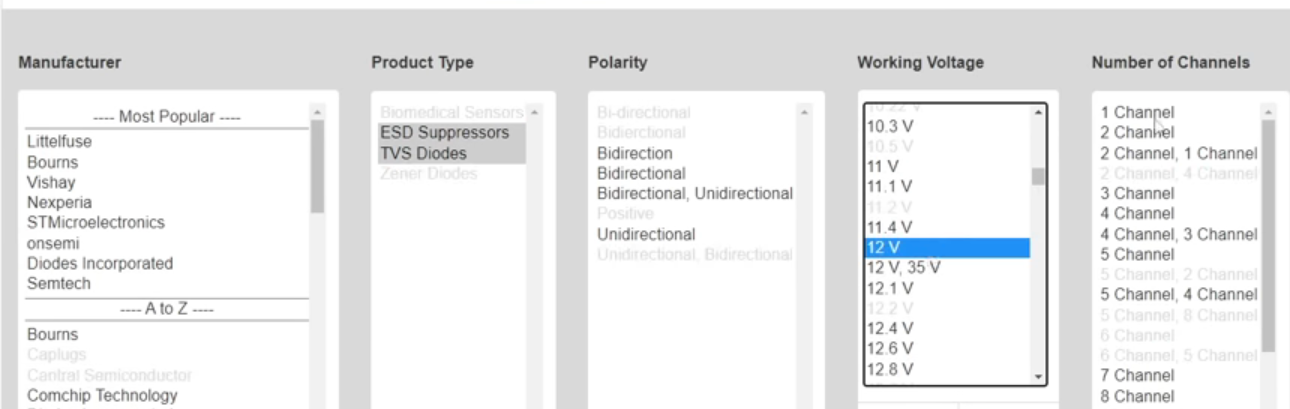 Manufacturer
---- Most Popular ----
Littelfuse
Bourns
Vishay
Nexperia
STMicroelectronics
onsemi
Diodes Incorporated
Semtech
---- A to Z ----
Bourns
Caplugs
Cantral Semiconductor
Comchip Technology
Product Type
Biomedical Sensors
ESD Suppressors
TVS Diodes
Zener Diodes
Polarity
Bi-directional
Bidierctional
Bidirection
Bidirectional
Bidirectional, Unidirectional
Positive
Unidirectional
Unidirectional, Bidirectional
Working Voltage
10.22 V
10.3 V
10.5 V
11 V
11.1 V
11.2 V
11.4 V
12 V
12 V, 35 V
12.1 V
12.2 V
12.4 V
12.6 V
12.8 V
Number of Channels
1 Channel
2 Channel
2 Channel, 1 Channel
2 Channel, 4 Channel
3 Channel
4 Channel
4 Channel, 3 Channel
5 Channel
5 Channel, 2 Channel
5 Channel, 4 Channel
5 Channel, 8 Channel
6 Channel
6 Channel, 5 Channel
7 Channel
8 Channel